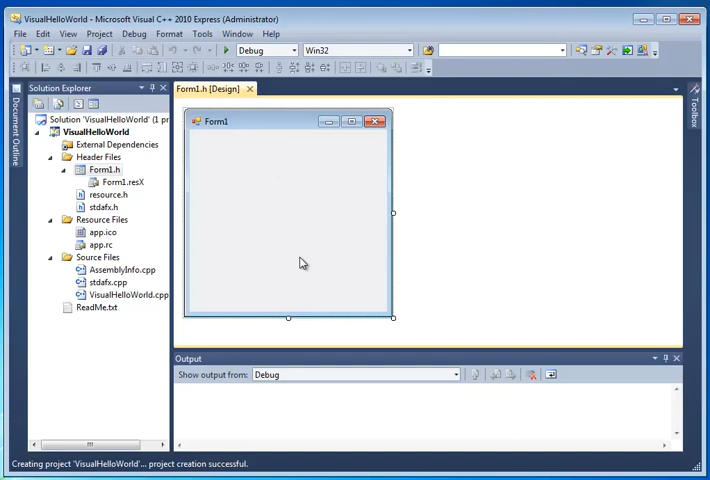 VisualHelloWorld - Microsoft Visual C++ 2010 Express (Administrator)
File Edit View Project Debug Format Tools Window Help
Debug Win32
Solution Explorer
Form1.h [Design]
Document Outline
Toolbox
Solution 'VisualHelloWorld' (1 pr
VisualHelloWorld
External Dependencies
Header Files
Form1.h
Form1.resX
resource.h
stdafx.h
Resource Files
app.ico
app.rc
Source Files
AssemblyInfo.cpp
stdafx.cpp
VisualHelloWorld.cpp
ReadMe.txt
Form1
Output
Show output from: Debug
Creating project 'VisualHelloWorld'... project creation successful.